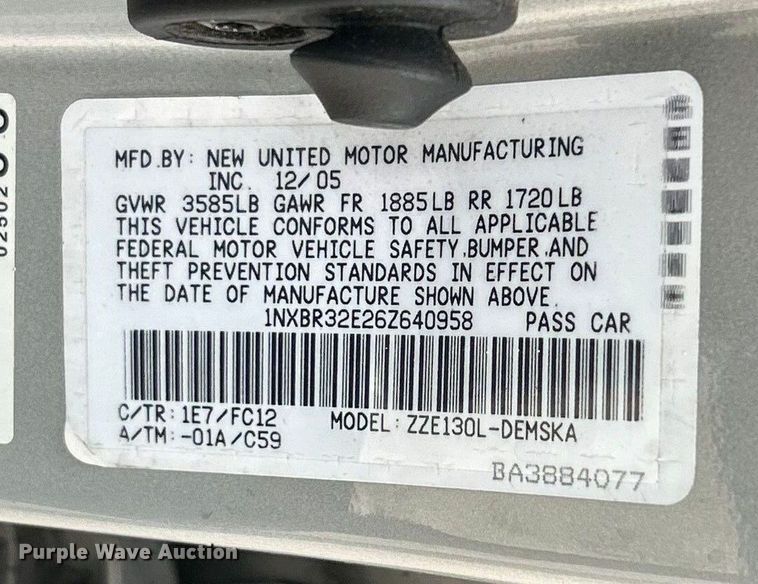 MFD.BY: NEW UNITED MOTOR MANUFACTURING
INC. 12/05
GVWR 3585LB GAWR FR 1885LB RR 1720LB
THIS VEHICLE CONFORMS TO ALL APPLICABLE
FEDERAL MOTOR VEHICLE SAFETY,BUMPER,AND
THEFT PREVENTION STANDARDS IN EFFECT ON
THE DATE OF MANUFACTURE SHOWN ABOVE.
1NXBR32E26Z640958 PASS CAR
C/TR: 1E7/FC12 MODEL: ZZE130L-DEMSKA
A/TM:-01A/C59
BA3884077
Purple Wave Auction